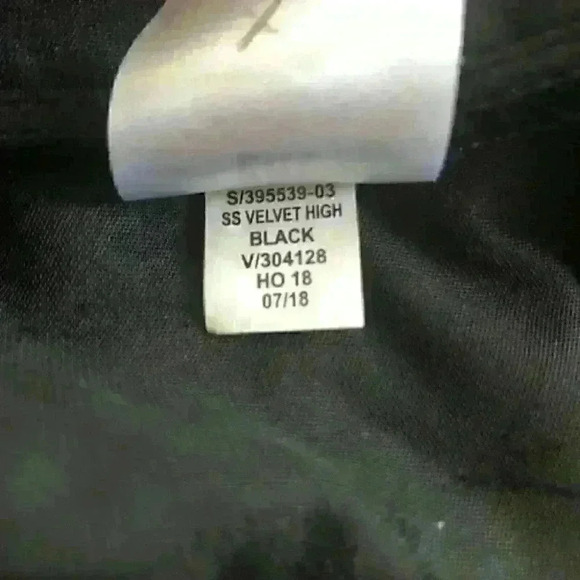 S/395539-03
SS VELVET HIGH
BLACK
V/304128
HO 18
07/18